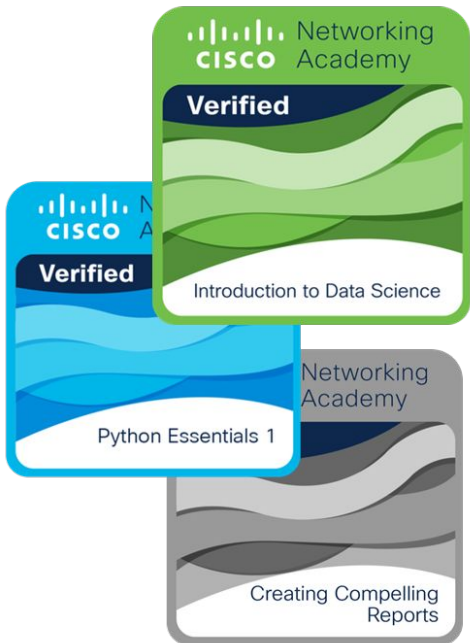 Networking
CISCO Academy
Verified
Introduction to Data Science
N
CISCO A
Verified
Python Essentials 1
Networking
Academy
Creating Compelling
Reports